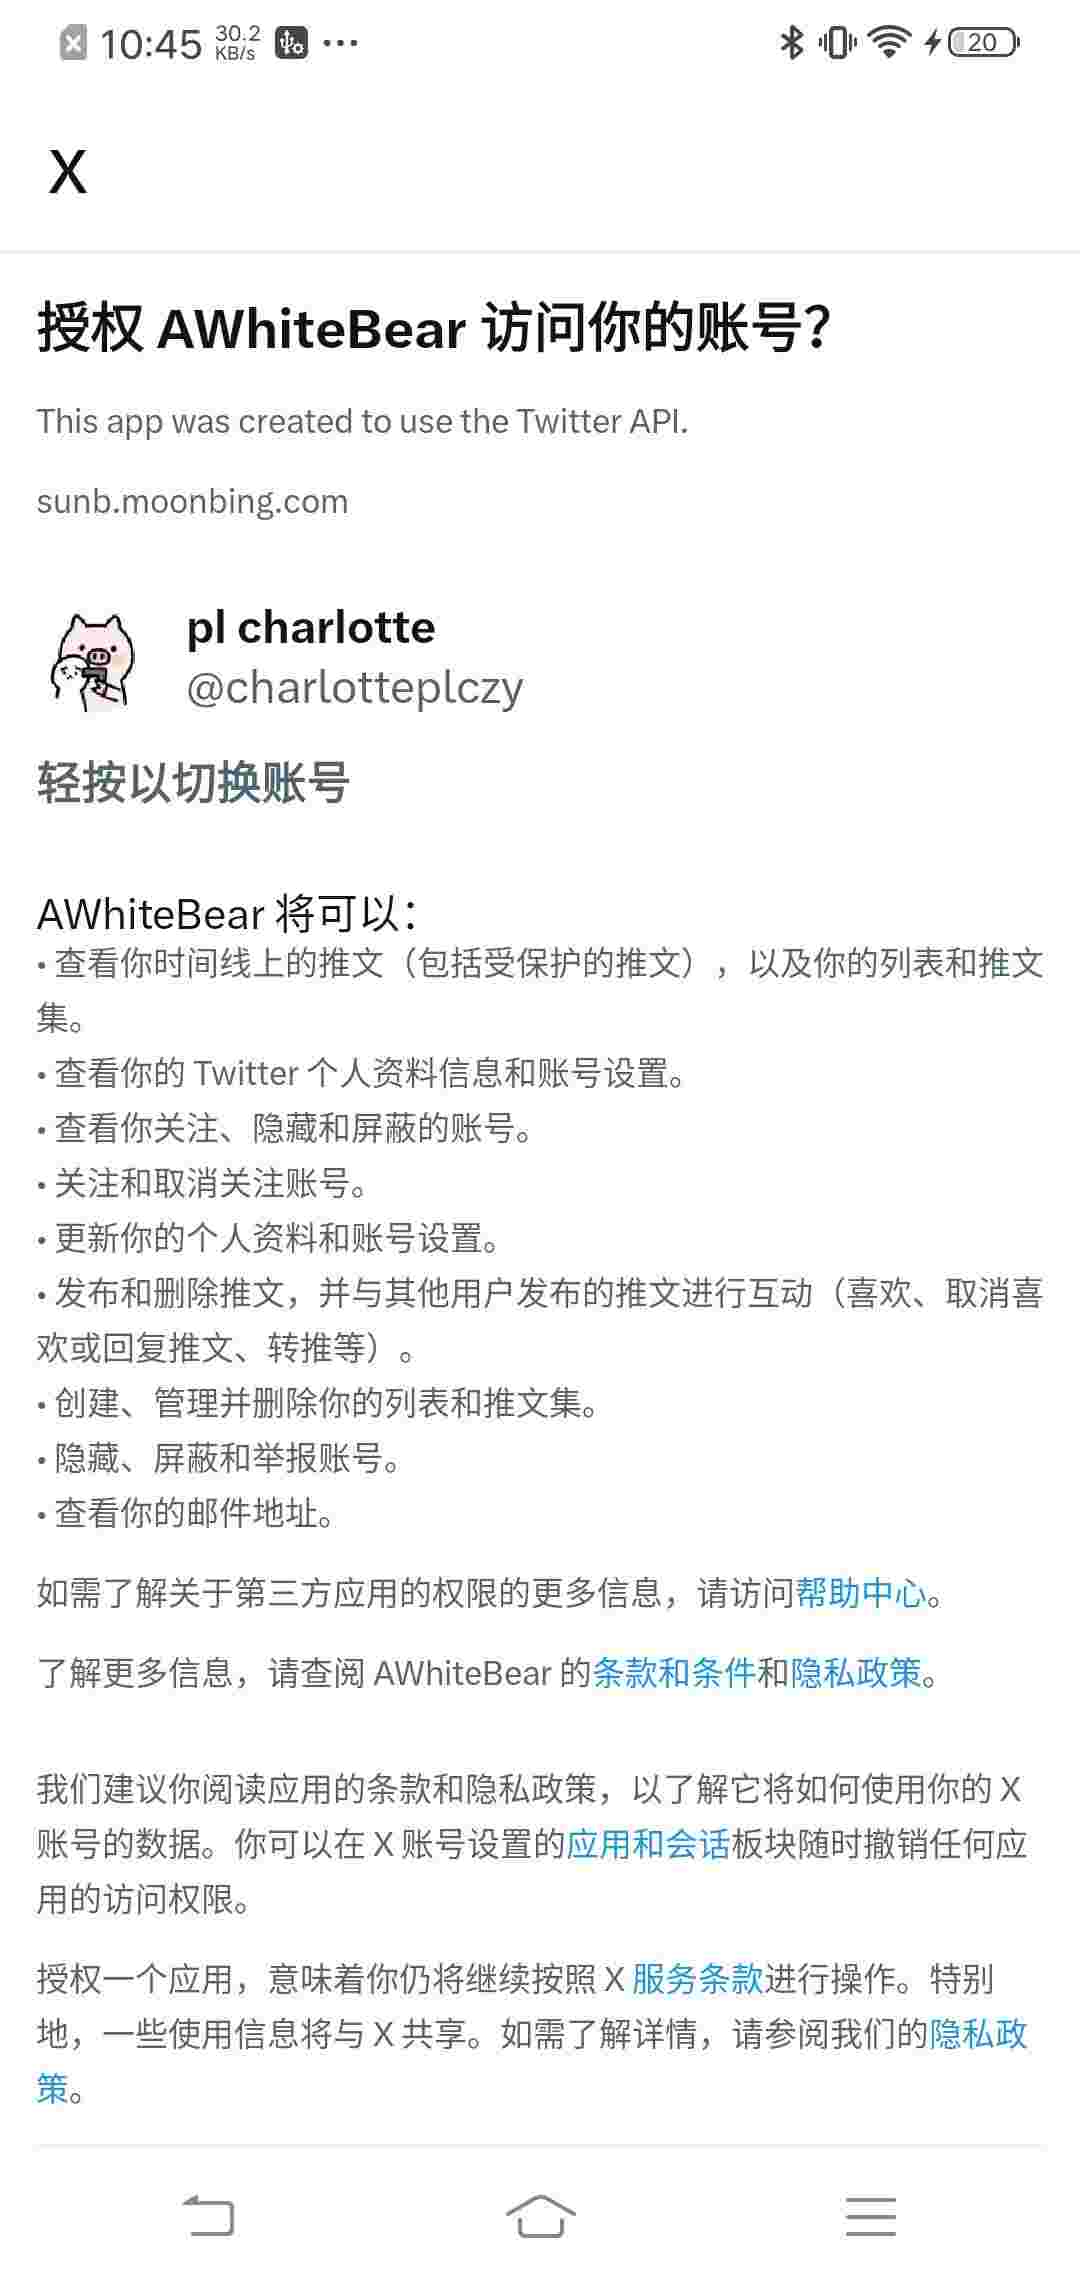 10:45 30.2 KB/s ... 20
X
授权 AWhiteBear 访问你的账号？
This app was created to use the Twitter API.
sunb.moonbing.com
pl charlotte
@charlotteplczy
轻按以切换账号
AWhiteBear 将可以：
• 查看你时间线上的推文（包括受保护的推文），以及你的列表和推文
集。
• 查看你的 Twitter 个人资料信息和账号设置。
• 查看你关注、隐藏和屏蔽的账号。
• 关注和取消关注账号。
• 更新你的个人资料和账号设置。
• 发布和删除推文，并与其他用户发布的推文进行互动（喜欢、取消喜
欢或回复推文、转推等）。
• 创建、管理并删除你的列表和推文集。
• 隐藏、屏蔽和举报账号。
• 查看你的邮件地址。
如需了解关于第三方应用的权限的更多信息，请访问帮助中心。
了解更多信息，请查阅 AWhiteBear 的条款和条件和隐私政策。
我们建议你阅读应用的条款和隐私政策，以了解它将如何使用你的 X
账号的数据。你可以在 X 账号设置的应用和会话板块随时撤销任何应
用的访问权限。
授权一个应用，意味着你仍将继续按照 X 服务条款进行操作。特别
地，一些使用信息将与 X 共享。如需了解详情，请参阅我们的隐私政
策。